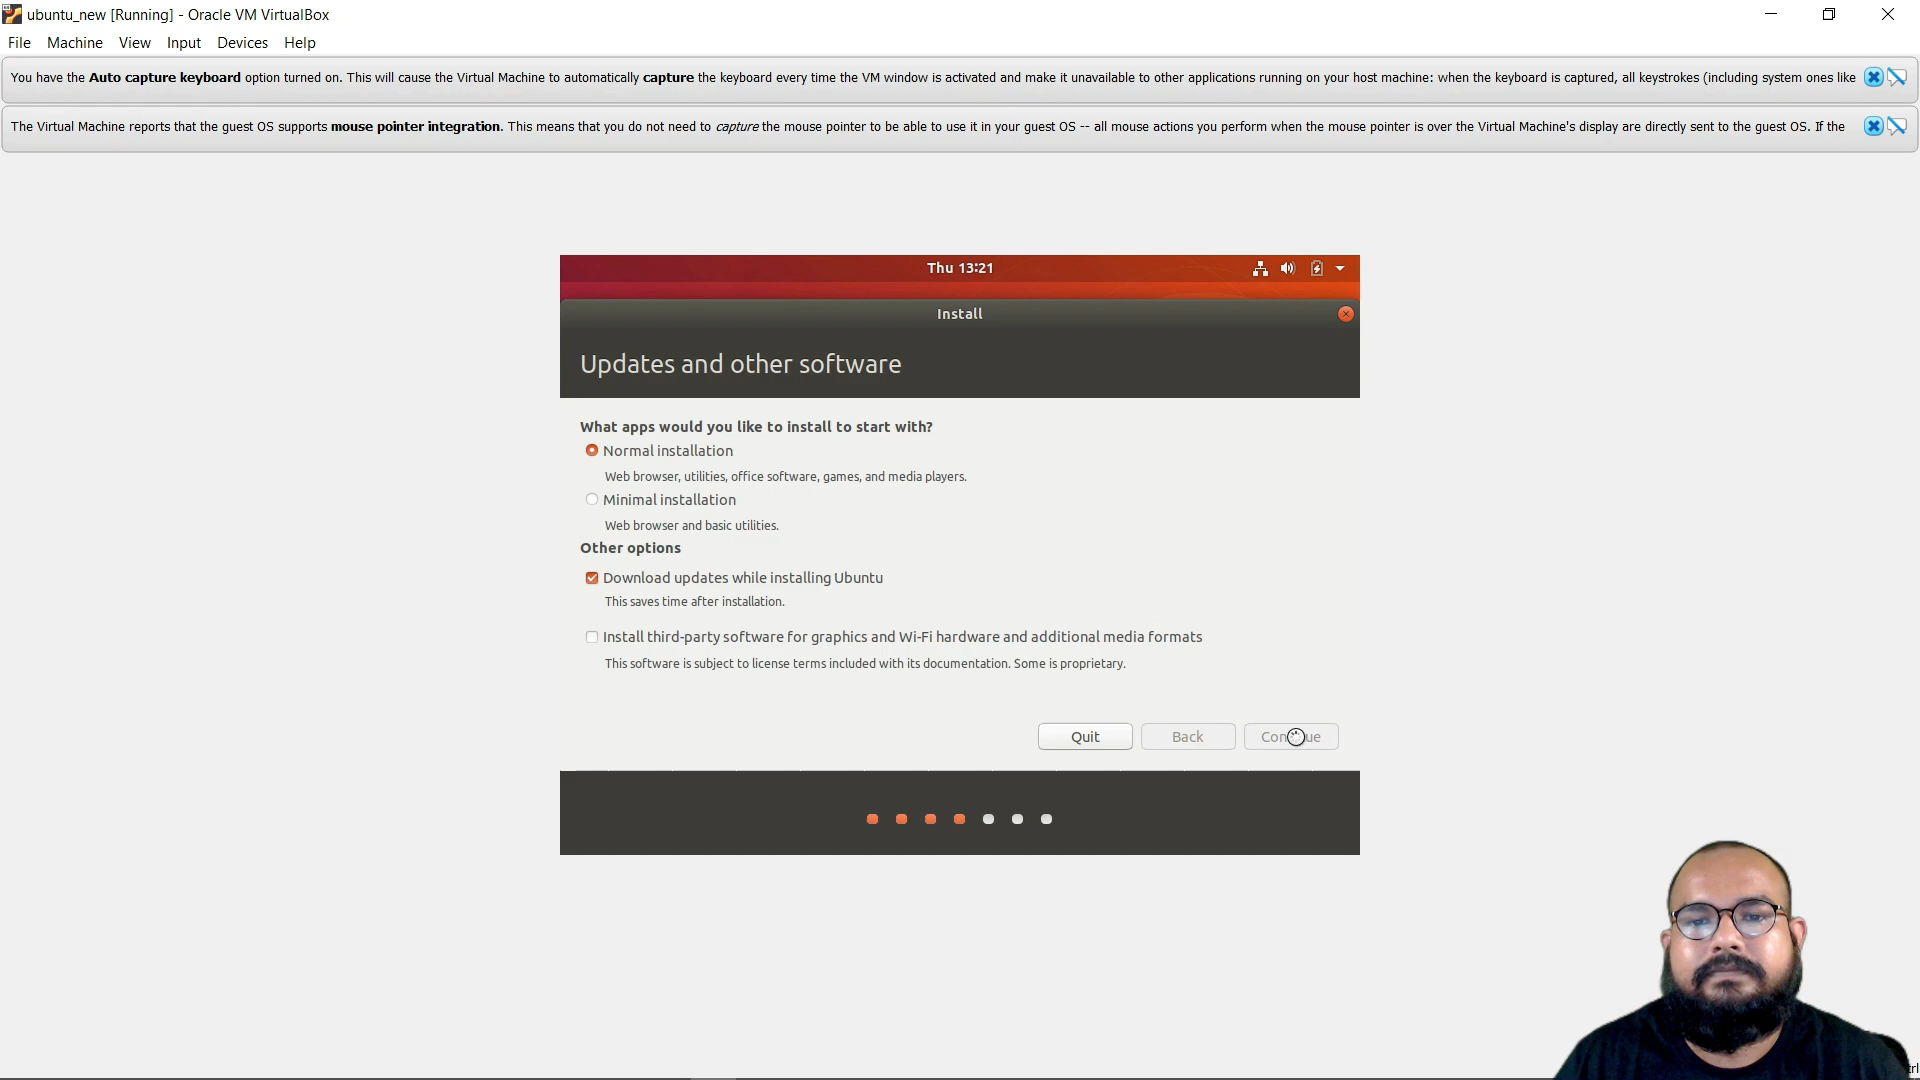 ubuntu_new [Running] - Oracle VM VirtualBox
File Machine View Input Devices Help
You have the Auto capture keyboard option turned on. This will cause the Virtual Machine to automatically capture the keyboard every time the VM window is activated and make it unavailable to other applications running on your host machine: when the keyboard is captured, all keystrokes (including system ones like
The Virtual Machine reports that the guest OS supports mouse pointer integration. This means that you do not need to capture the mouse pointer to be able to use it in your guest OS -- all mouse actions you perform when the mouse pointer is over the Virtual Machine's display are directly sent to the guest OS. If the
Thu 13:21
Install
Updates and other software
What apps would you like to install to start with?
Normal installation
Web browser, utilities, office software, games, and media players.
Minimal installation
Web browser and basic utilities.
Other options
Download updates while installing Ubuntu
This saves time after installation.
Install third-party software for graphics and Wi-Fi hardware and additional media formats
This software is subject to license terms included with its documentation. Some is proprietary.
Quit Back Continue